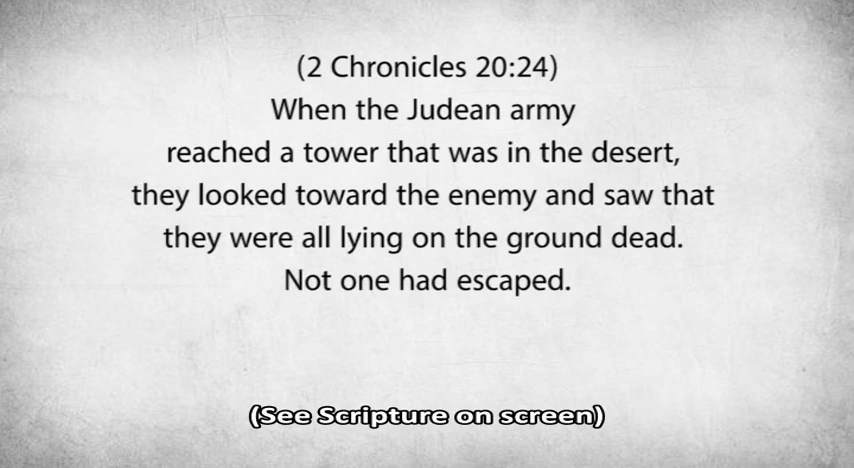 (2 Chronicles 20:24)
When the Judean army
reached a tower that was in the desert,
they looked toward the enemy and saw that
they were all lying on the ground dead.
Not one had escaped.
(See Scripture on screen)